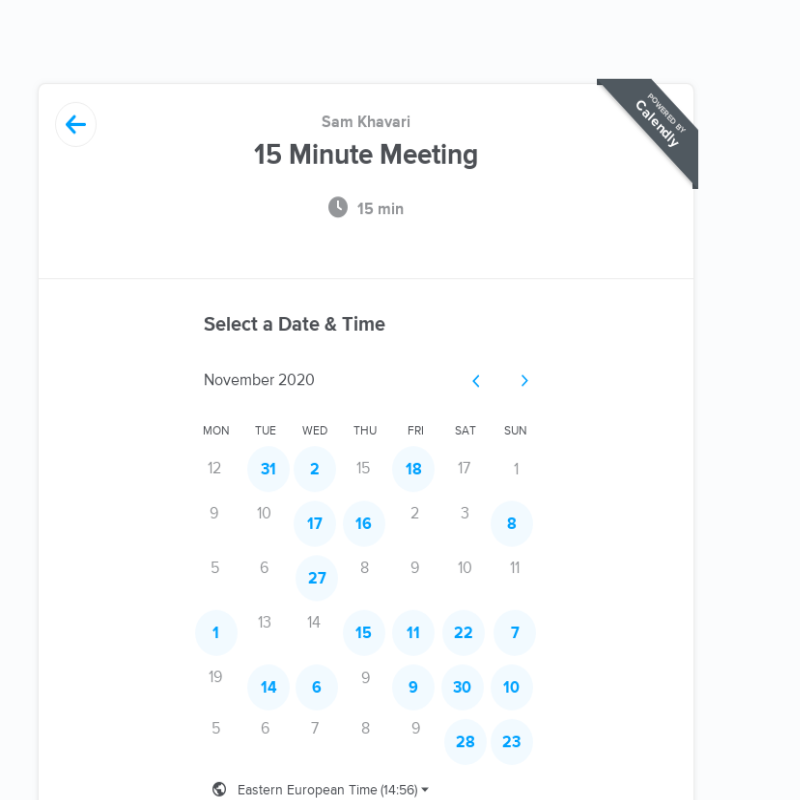 POWERED BY
Calendly
Sam Khavari
15 Minute Meeting
15 min
Select a Date & Time
November 2020
MON TUE WED THU FRI SAT SUN
12 31 2 15 18 17 1
9 10 17 16 2 3 8
5 6 27 8 9 10 11
1 13 14 15 11 22 7
19 14 6 9 9 30 10
5 6 7 8 9 28 23
Eastern European Time (14:56)